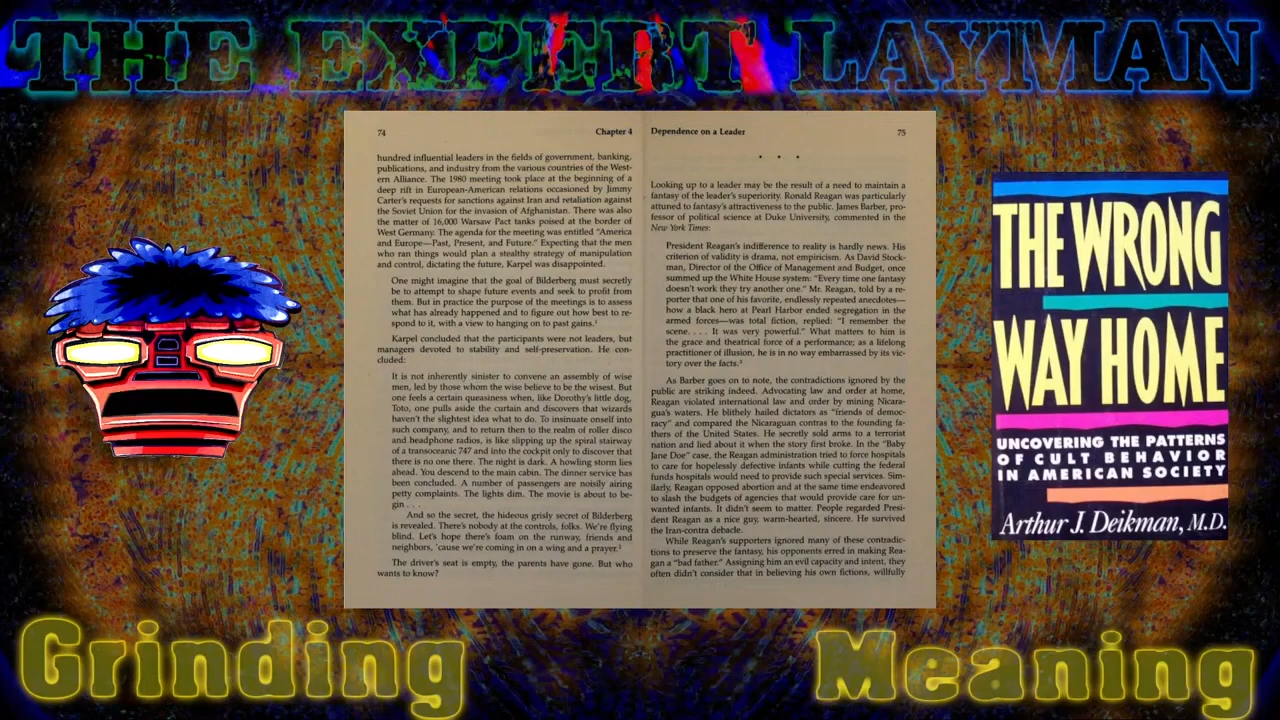 THE EXPERT LAYMAN
74 Chapter 4
hundred influential leaders in the fields of government, banking,
publications, and industry from the various countries of the West-
ern Alliance. The 1980 meeting took place at the beginning of a
deep rift in European-American relations occasioned by Jimmy
Carter's requests for sanctions against Iran and retaliation against
the Soviet Union for the invasion of Afghanistan. There was also
the matter of 16,000 Warsaw Pact tanks poised at the border of
West Germany. The agenda for the meeting was entitled "America
and Europe—Past, Present, and Future." Expecting that the men
who ran things would plan a stealthy strategy of manipulation
and control, dictating the future, Karpel was disappointed.
One might imagine that the goal of Bilderberg must secretly
be to attempt to shape future events and seek to profit from
them. But in practice the purpose of the meetings is to assess
what has already happened and to figure out how best to re-
spond to it, with a view to hanging on to past gains.¹
Karpel concluded that the participants were not leaders, but
managers devoted to stability and self-preservation. He con-
cluded:
It is not inherently sinister to convene an assembly of wise
men, led by those whom the wise believe to be the wisest. But
one feels a certain queasiness when, like Dorothy's little dog,
Toto, one pulls aside the curtain and discovers that wizards
haven't the slightest idea what to do. To insinuate onself into
such company, and to return then to the realm of roller disco
and headphone radios, is like slipping up the spiral stairway
of a transoceanic 747 and into the cockpit only to discover that
there is no one there. The night is dark. A howling storm lies
ahead. You descend to the main cabin. The dinner service has
been concluded. A number of passengers are noisily airing
petty complaints. The lights dim. The movie is about to be-
gin . . .
And so the secret, the hideous grisly secret of Bilderberg
is revealed. There's nobody at the controls, folks. We're flying
blind. Let's hope there's foam on the runway, friends and
neighbors, 'cause we're coming in on a wing and a prayer.²
The driver's seat is empty, the parents have gone. But who
wants to know?
Dependence on a Leader 75
. . .
Looking up to a leader may be the result of a need to maintain a
fantasy of the leader's superiority. Ronald Reagan was particularly
attuned to fantasy's attractiveness to the public. James Barber, pro-
fessor of political science at Duke University, commented in the
New York Times:
President Reagan's indifference to reality is hardly news. His
criterion of validity is drama, not empiricism. As David Stock-
man, Director of the Office of Management and Budget, once
summed up the White House system: "Every time one fantasy
doesn't work they try another one." Mr. Reagan, told by a re-
porter that one of his favorite, endlessly repeated anecdotes—
how a black hero at Pearl Harbor ended segregation in the
armed forces—was total fiction, replied: "I remember the
scene. . . . It was very powerful." What matters to him is
the grace and theatrical force of a performance; as a lifelong
practitioner of illusion, he is in no way embarrassed by its vic-
tory over the facts.³
As Barber goes on to note, the contradictions ignored by the
public are striking indeed. Advocating law and order at home,
Reagan violated international law and order by mining Nicara-
gua's waters. He blithely hailed dictators as "friends of democ-
racy" and compared the Nicaraguan contras to the founding fa-
thers of the United States. He secretly sold arms to a terrorist
nation and lied about it when the story first broke. In the "Baby
Jane Doe" case, the Reagan administration tried to force hospitals
to care for hopelessly defective infants while cutting the federal
funds hospitals would need to provide such special services. Sim-
ilarly, Reagan opposed abortion and at the same time endeavored
to slash the budgets of agencies that would provide care for un-
wanted infants. It didn't seem to matter. People regarded Presi-
dent Reagan as a nice guy, warm-hearted, sincere. He survived
the Iran-contra debacle.
While Reagan's supporters ignored many of these contradic-
tions to preserve the fantasy, his opponents erred in making Rea-
gan a "bad father." Assigning him an evil capacity and intent, they
often didn't consider that in believing his own fictions, willfully
THE WRONG
WAY HOME
UNCOVERING THE PATTERNS
OF CULT BEHAVIOR
IN AMERICAN SOCIETY
Arthur J. Deikman, M.D.
Grinding Meaning